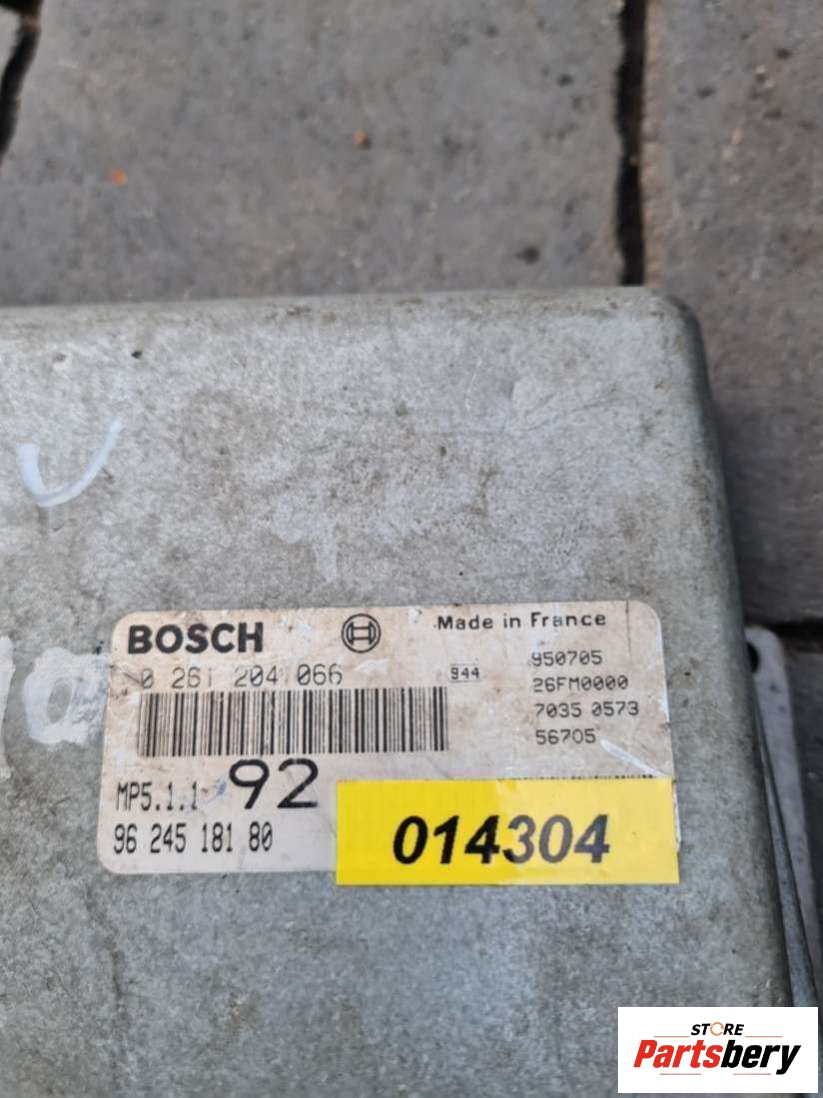 BOSCH
Made in France
0 261 204 066
944
950705
26FM0000
7035 0573
56705
MP5.1.1
92
96 245 181 80
014304
STORE
Partsbery